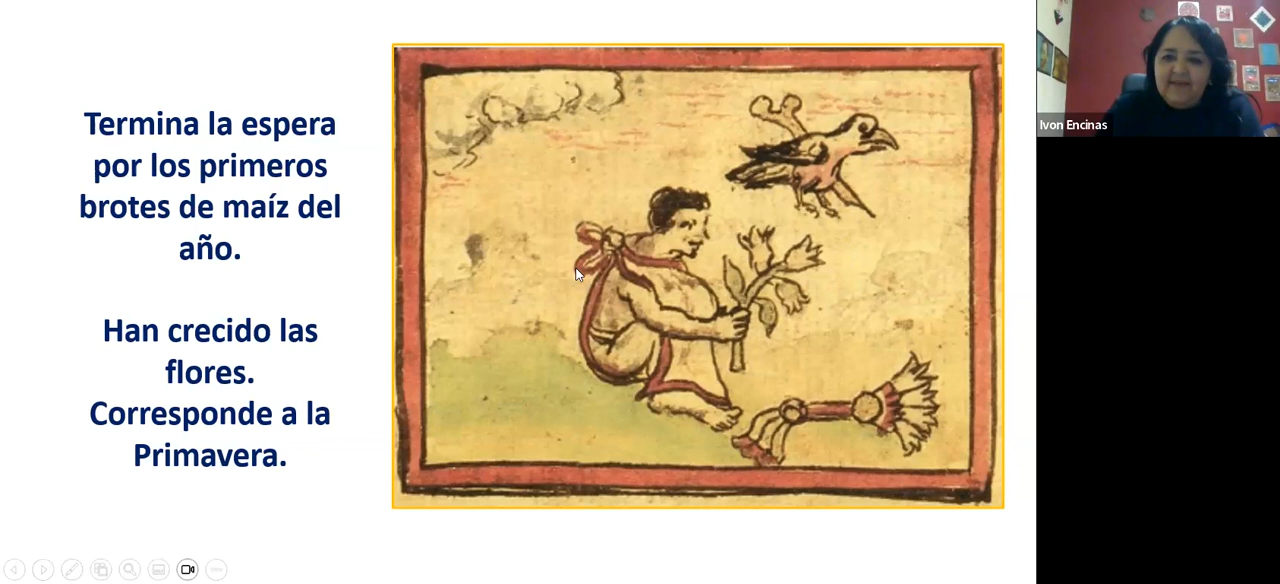 Termina la espera
por los primeros
brotes de maíz del
año.
Han crecido las
flores.
Corresponde a la
Primavera.
Ivon Encinas